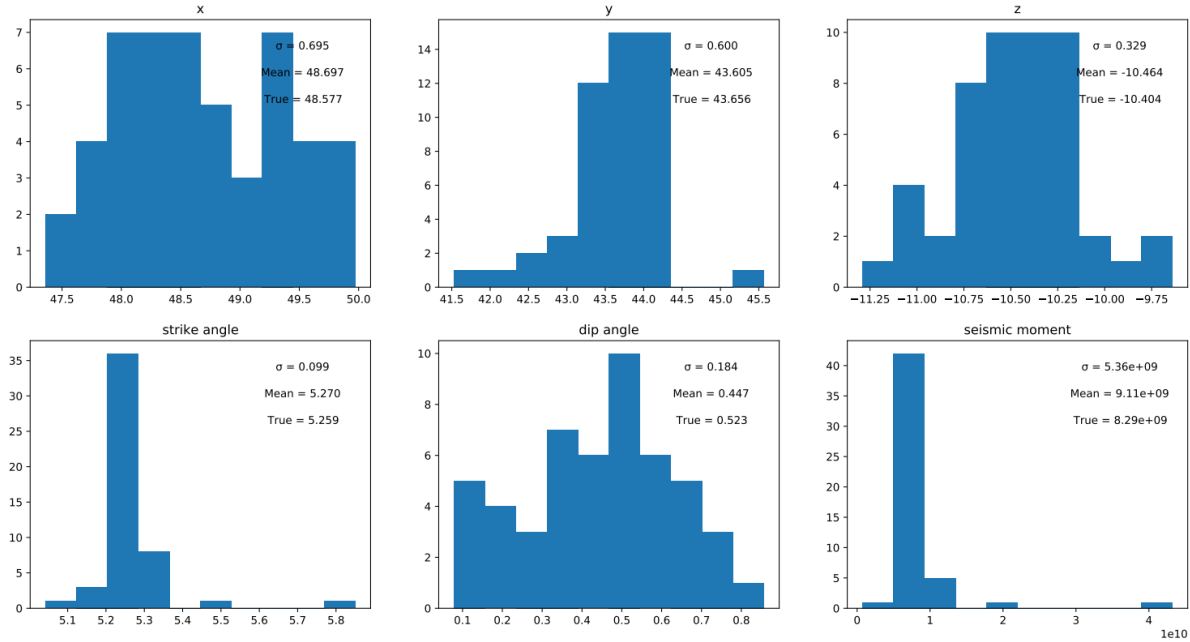 x
7
6
5
4
3
2
1
0
σ = 0.695
Mean = 48.697
True = 48.577
47.5 48.0 48.5 49.0 49.5 50.0
y
14
12
10
8
6
4
2
0
σ = 0.600
Mean = 43.605
True = 43.656
41.5 42.0 42.5 43.0 43.5 44.0 44.5 45.0 45.5
z
10
8
6
4
2
0
σ = 0.329
Mean = -10.464
True = -10.404
−11.25 −11.00 −10.75 −10.50 −10.25 −10.00 −9.75
strike angle
35
30
25
20
15
10
5
0
σ = 0.099
Mean = 5.270
True = 5.259
5.1 5.2 5.3 5.4 5.5 5.6 5.7 5.8
dip angle
10
8
6
4
2
0
σ = 0.184
Mean = 0.447
True = 0.523
0.1 0.2 0.3 0.4 0.5 0.6 0.7 0.8
seismic moment
40
35
30
25
20
15
10
5
0
σ = 5.36e+09
Mean = 9.11e+09
True = 8.29e+09
0 1 2 3 4
1e10